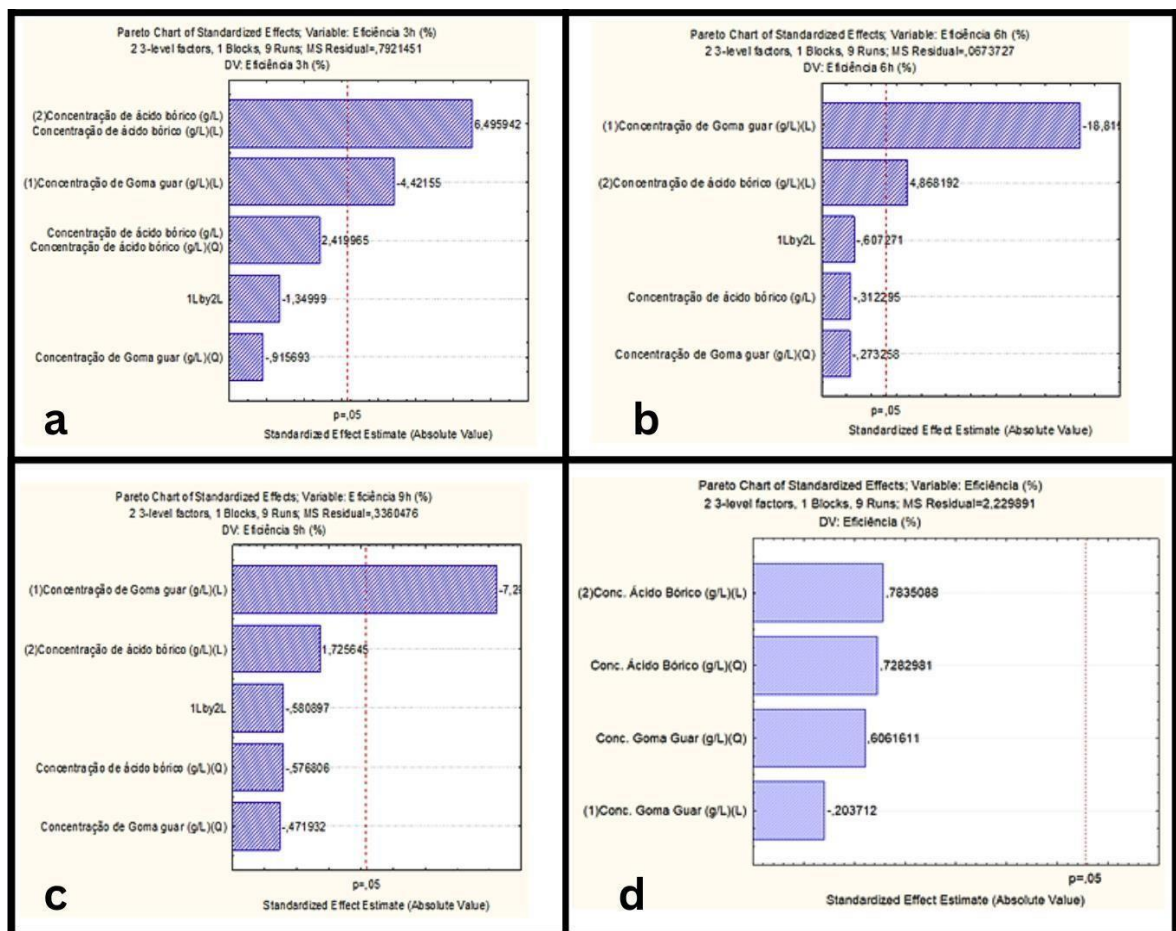 Pareto Chart of Standardized Effects; Variable: Eficiência 3h (%)
2 3-level factors, 1 Blocks, 9 Runs; MS Residual=,7921451
DV: Eficiência 3h (%)
(2)Concentração de ácido bórico (g/L)
Concentração de ácido bórico (g/L)(L)
6,495942
(1)Concentração de Goma guar (g/L)(L)
-4,42155
Concentração de ácido bórico (g/L)
Concentração de ácido bórico (g/L)(Q)
2,419965
1Lby2L
-1,34999
Concentração de Goma guar (g/L)(Q)
-,915693
p=,05
Standardized Effect Estimate (Absolute Value)
a
Pareto Chart of Standardized Effects; Variable: Eficiência 6h (%)
2 3-level factors, 1 Blocks, 9 Runs; MS Residual=,0673727
DV: Eficiência 6h (%)
(1)Concentração de Goma guar (g/L)(L)
-18,81
(2)Concentração de ácido bórico (g/L)(L)
4,868192
1Lby2L
-,607271
Concentração de ácido bórico (g/L)
-,312295
Concentração de Goma guar (g/L)(Q)
-,273258
p=,05
Standardized Effect Estimate (Absolute Value)
b
Pareto Chart of Standardized Effects; Variable: Eficiência 9h (%)
2 3-level factors, 1 Blocks, 9 Runs; MS Residual=,3360476
DV: Eficiência 9h (%)
(1)Concentração de Goma guar (g/L)(L)
-7,2
(2)Concentração de ácido bórico (g/L)(L)
1,725645
1Lby2L
-,580897
Concentração de ácido bórico (g/L)(Q)
-,576806
Concentração de Goma guar (g/L)(Q)
-,471932
p=,05
Standardized Effect Estimate (Absolute Value)
c
Pareto Chart of Standardized Effects; Variable: Eficiência (%)
2 3-level factors, 1 Blocks, 9 Runs; MS Residual=2,229891
DV: Eficiência (%)
(2)Conc. Ácido Bórico (g/L)(L)
,7835088
Conc. Ácido Bórico (g/L)(Q)
,7282981
Conc. Goma Guar (g/L)(Q)
,6061611
(1)Conc. Goma Guar (g/L)(L)
-,203712
p=,05
Standardized Effect Estimate (Absolute Value)
d